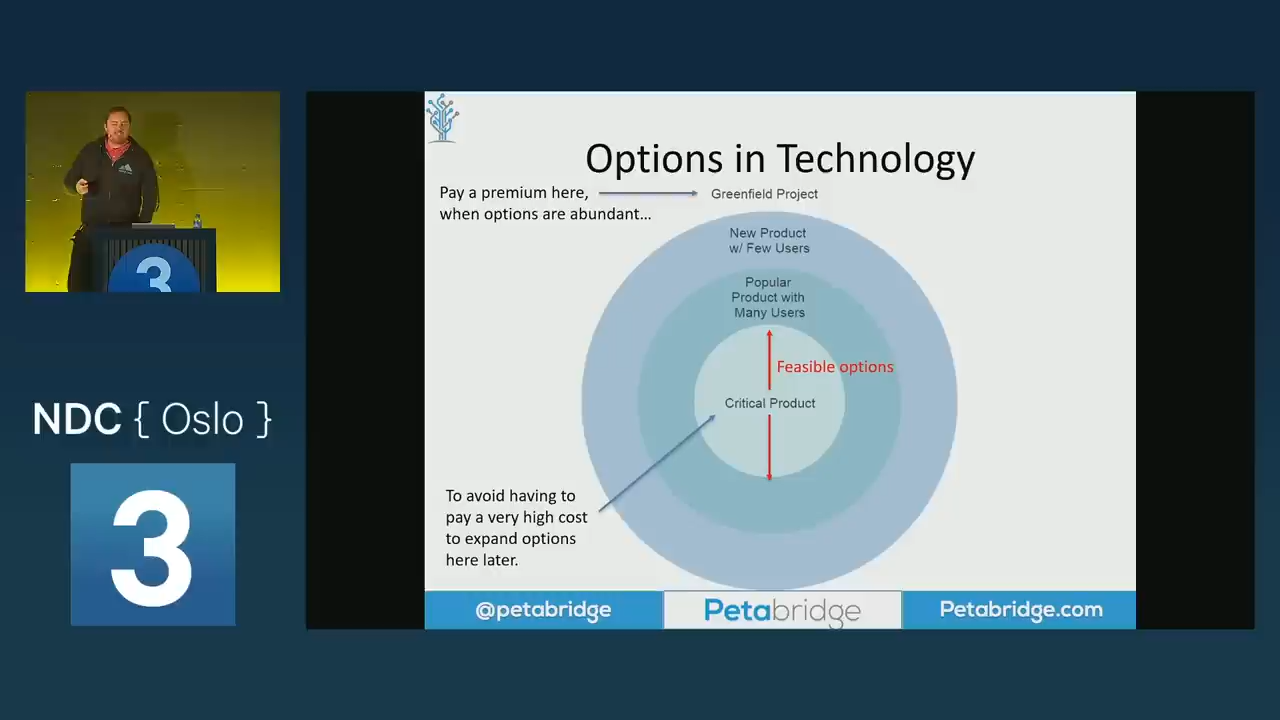 Options in Technology
Pay a premium here,
when options are abundant...
Greenfield Project
New Product
w/ Few Users
Popular
Product with
Many Users
Feasible options
Critical Product
To avoid having to
pay a very high cost
to expand options
here later.
@petabridge
Petabridge
Petabridge.com
3
NDC { Oslo }
3